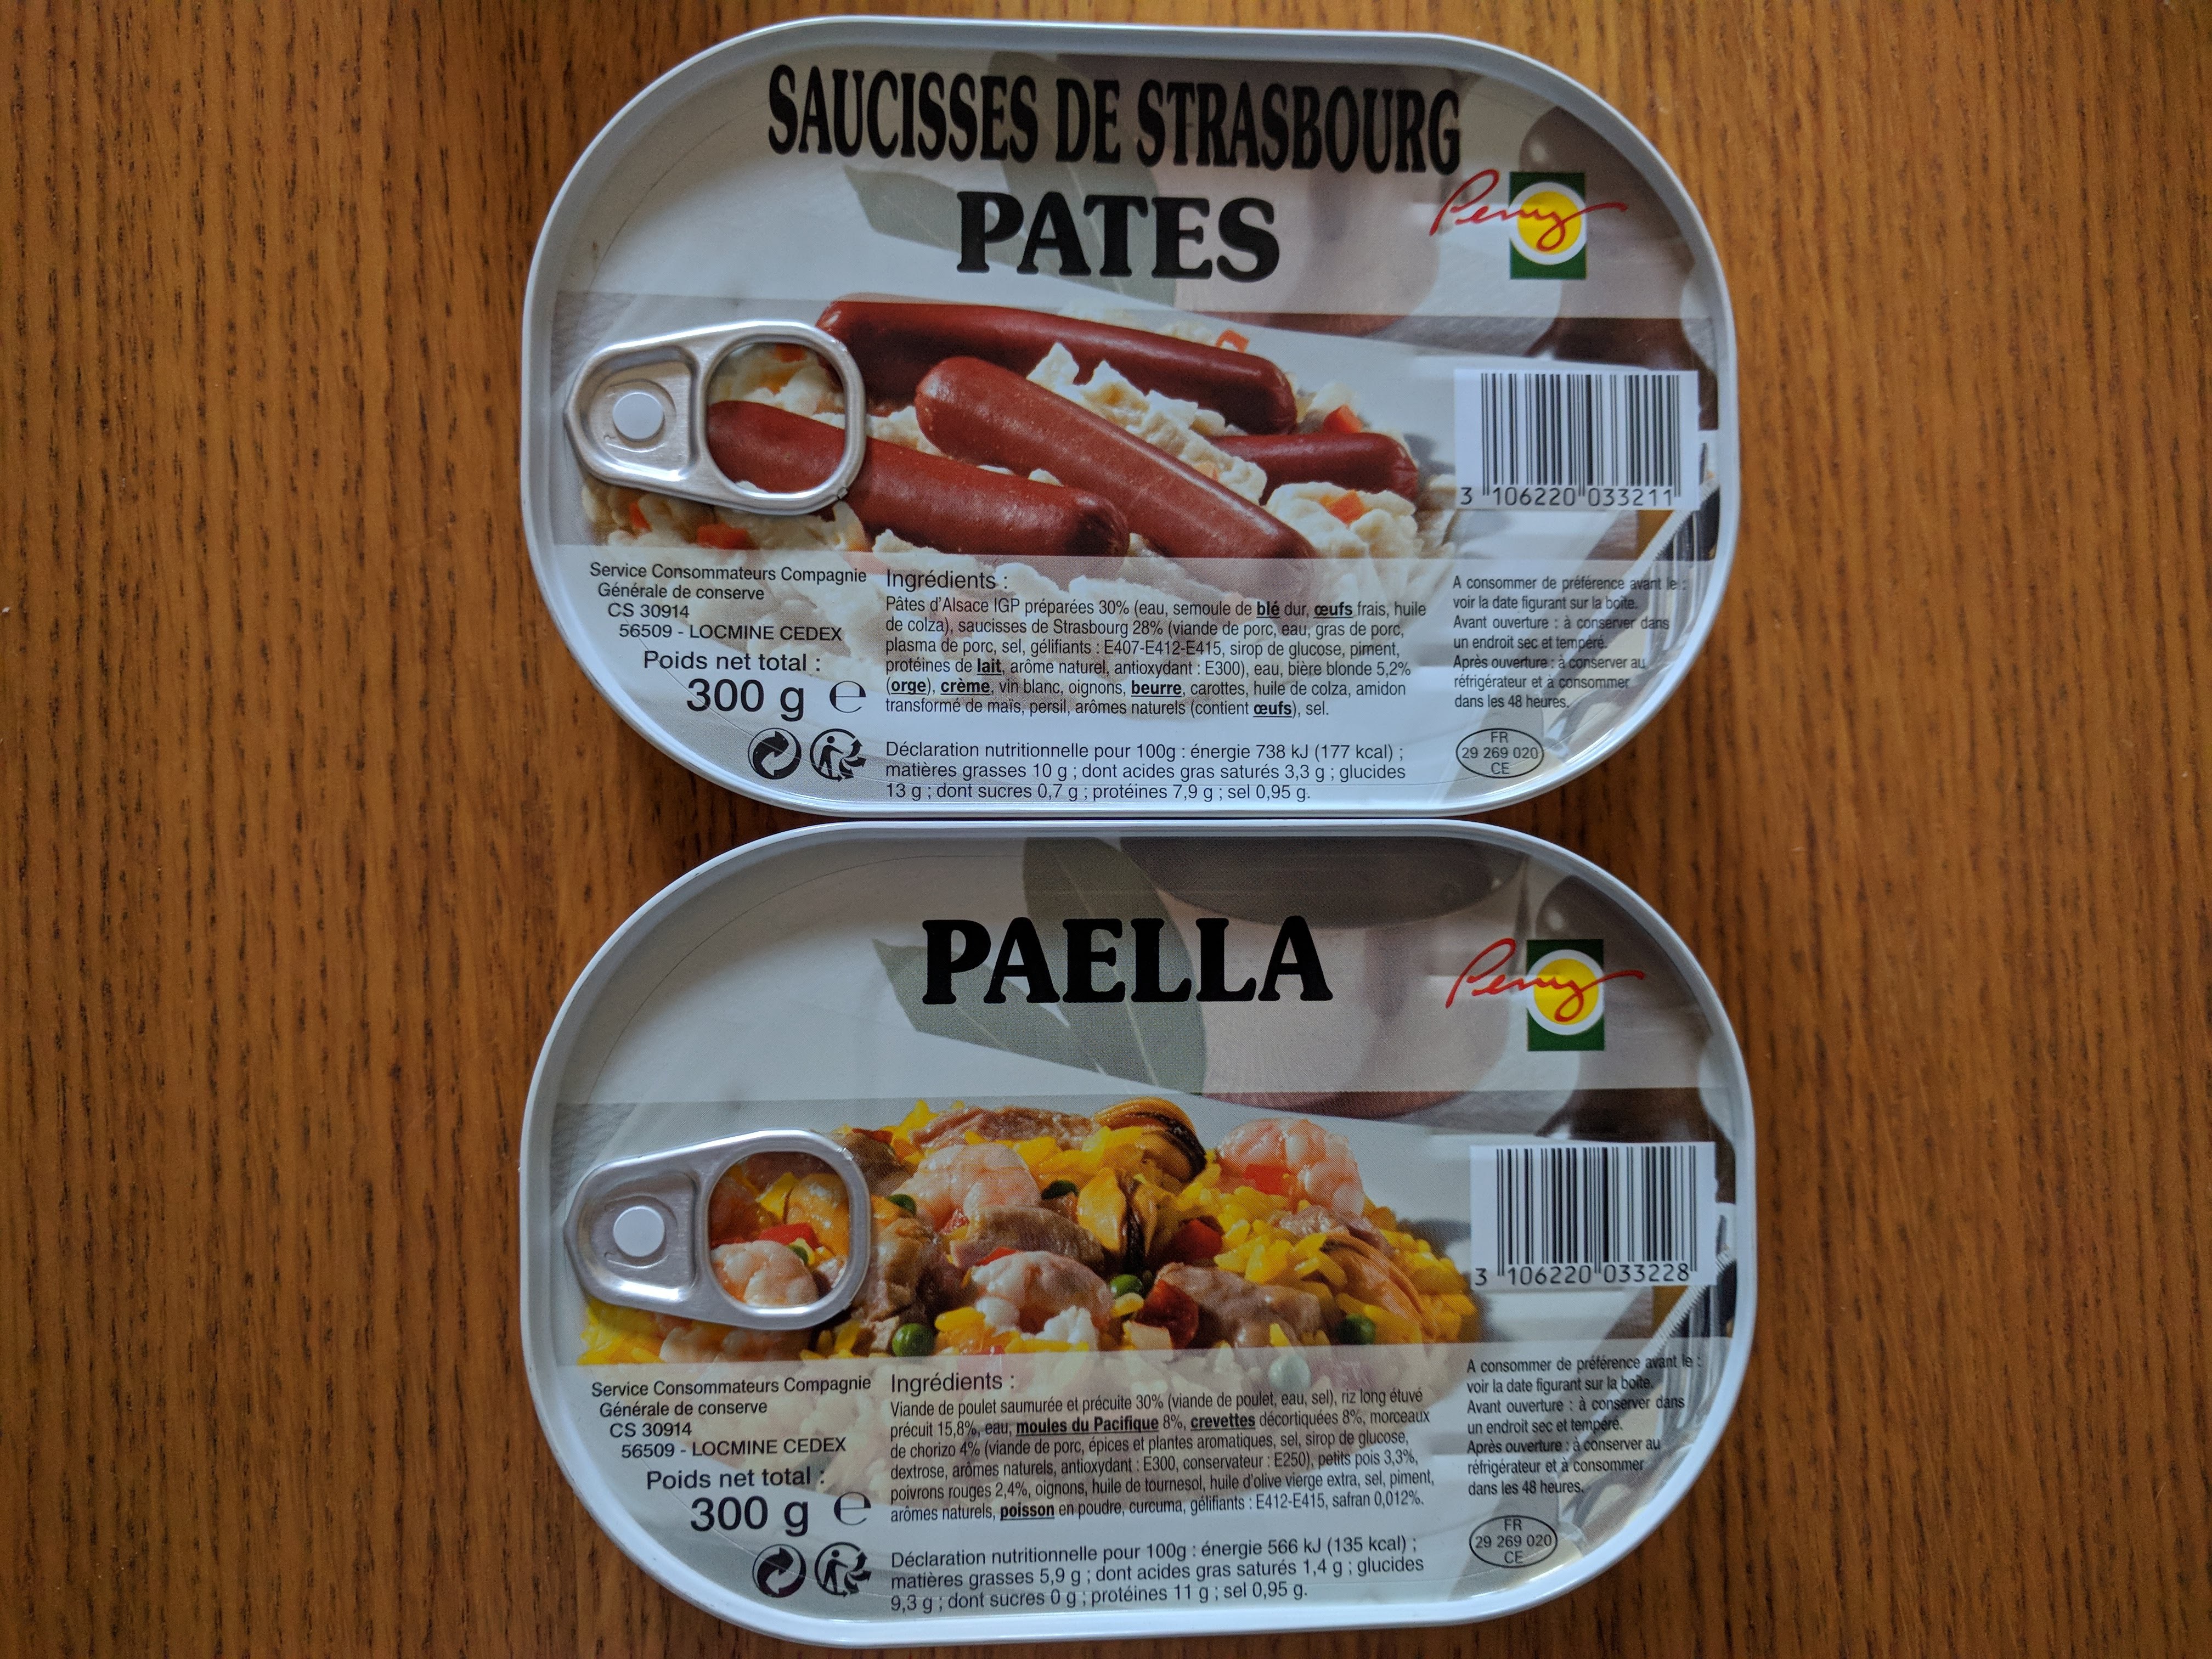 SAUCISSES DE STRASBOURG
PATES
Peny
3 106220 033211
Service Consommateurs Compagnie
Générale de conserve
CS 30914
56509 - LOCMINE CEDEX
Poids net total :
300 g e
Ingrédients :
Pâtes d'Alsace IGP préparées 30% (eau, semoule de blé dur, œufs frais, huile
de colza), saucisses de Strasbourg 28% (viande de porc, eau, gras de porc,
plasma de porc, sel, gélifiants : E407-E412-E415, sirop de glucose, piment,
protéines de lait, arôme naturel, antioxydant : E300), eau, bière blonde 5,2%
(orge), crème, vin blanc, oignons, beurre, carottes, huile de colza, amidon
transformé de maïs, persil, arômes naturels (contient œufs), sel.
Déclaration nutritionnelle pour 100g : énergie 738 kJ (177 kcal) ;
matières grasses 10 g ; dont acides gras saturés 3,3 g ; glucides
13 g ; dont sucres 0,7 g ; protéines 7,9 g ; sel 0,95 g.
A consommer de préférence avant le :
voir la date figurant sur la boîte.
Avant ouverture : à conserver dans
un endroit sec et tempéré.
Après ouverture : à conserver au
réfrigérateur et à consommer
dans les 48 heures.
FR
29 269 020
CE
PAELLA
Peny
3 106220 033228
Service Consommateurs Compagnie
Générale de conserve
CS 30914
56509 - LOCMINE CEDEX
Poids net total :
300 g e
Ingrédients :
Viande de poulet saumurée et précuite 30% (viande de poulet, eau, sel), riz long étuvé
précuit 15,8%, eau, moules du Pacifique 8%, crevettes décortiquées 8%, morceaux
de chorizo 4% (viande de porc, épices et plantes aromatiques, sel, sirop de glucose,
dextrose, arômes naturels, antioxydant : E300, conservateur : E250), petits pois 3,3%,
poivrons rouges 2,4%, oignons, huile de tournesol, huile d'olive vierge extra, sel, piment,
arômes naturels, poisson en poudre, curcuma, gélifiants : E412-E415, safran 0,012%.
Déclaration nutritionnelle pour 100g : énergie 566 kJ (135 kcal) ;
matières grasses 5,9 g ; dont acides gras saturés 1,4 g ; glucides
9,3 g ; dont sucres 0 g ; protéines 11 g ; sel 0,95 g.
A consommer de préférence avant le :
voir la date figurant sur la boîte.
Avant ouverture : à conserver dans
un endroit sec et tempéré.
Après ouverture : à conserver au
réfrigérateur et à consommer
dans les 48 heures.
FR
29 269 020
CE